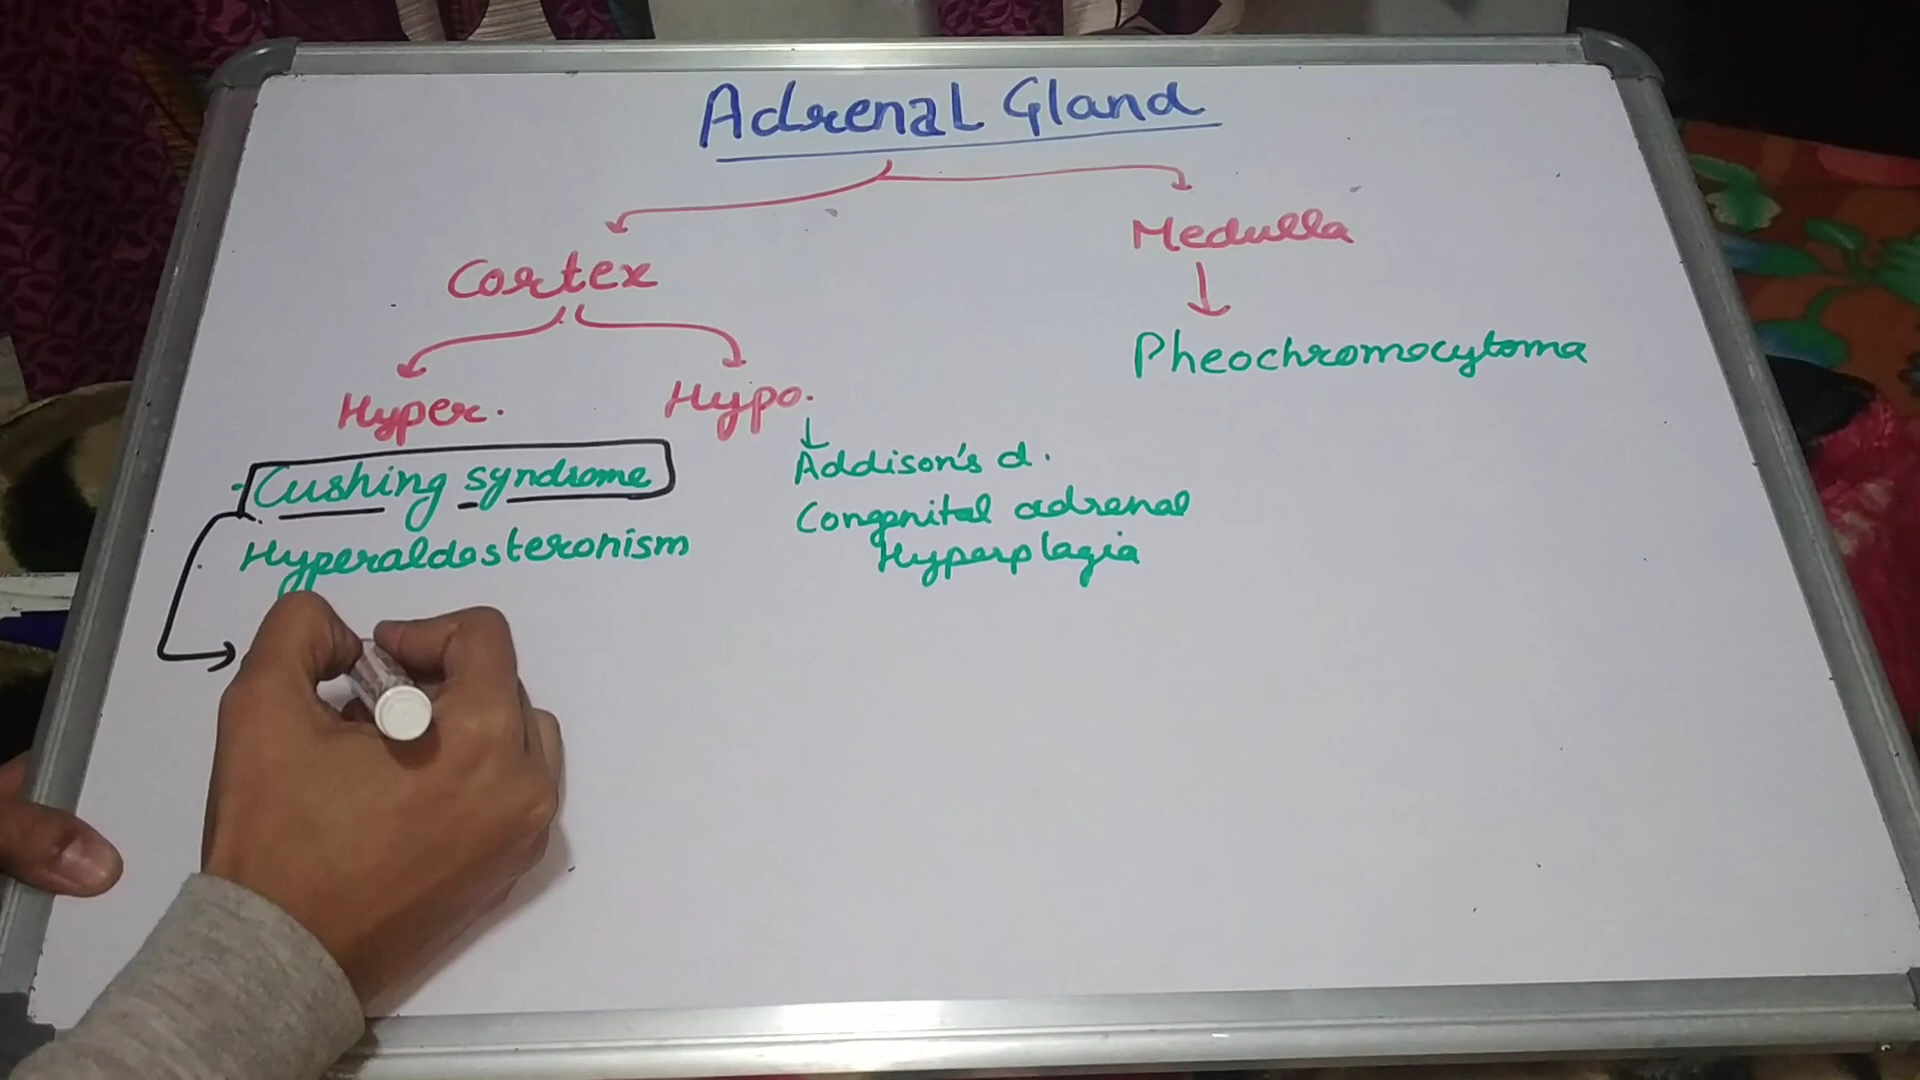 Adrenal Gland
Cortex
Medulla
Hyper.
Hypo.
Pheochromocytoma
Cushing syndrome
Hyperaldosteronism
Addison's d.
Congenital adrenal
Hyperplagia